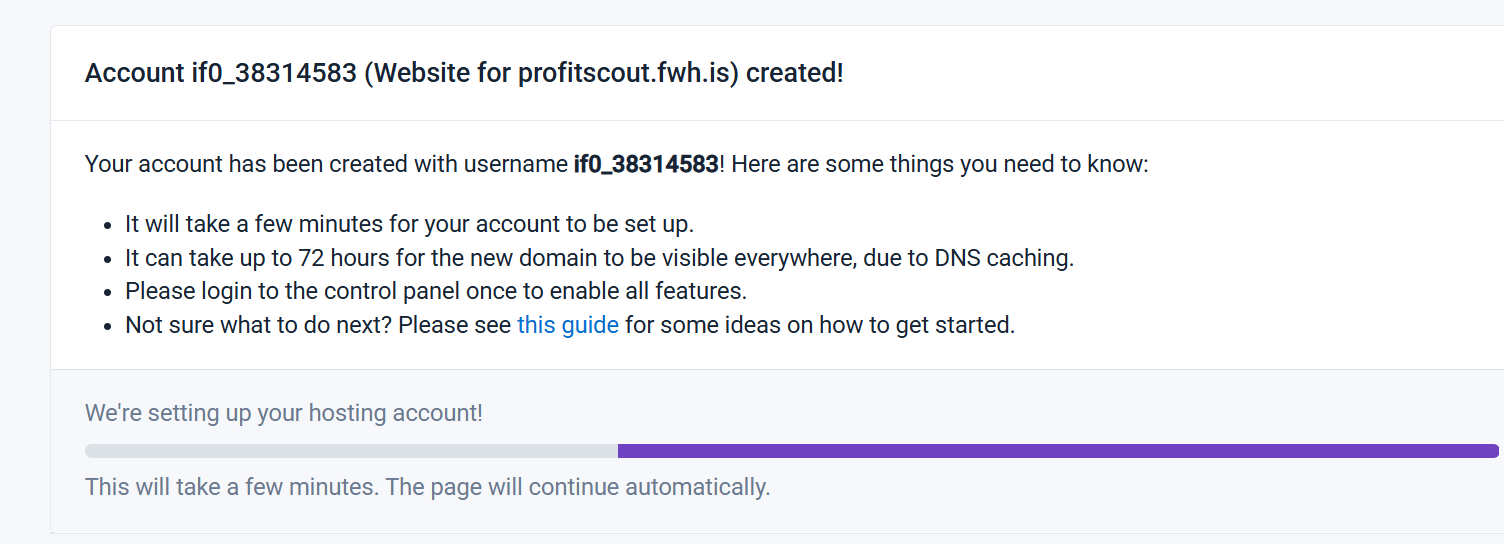 Account if0_38314583 (Website for profitscout.fwh.is) created!
Your account has been created with username if0_38314583! Here are some things you need to know:
It will take a few minutes for your account to be set up.
It can take up to 72 hours for the new domain to be visible everywhere, due to DNS caching.
Please login to the control panel once to enable all features.
Not sure what to do next? Please see this guide for some ideas on how to get started.
We're setting up your hosting account!
This will take a few minutes. The page will continue automatically.